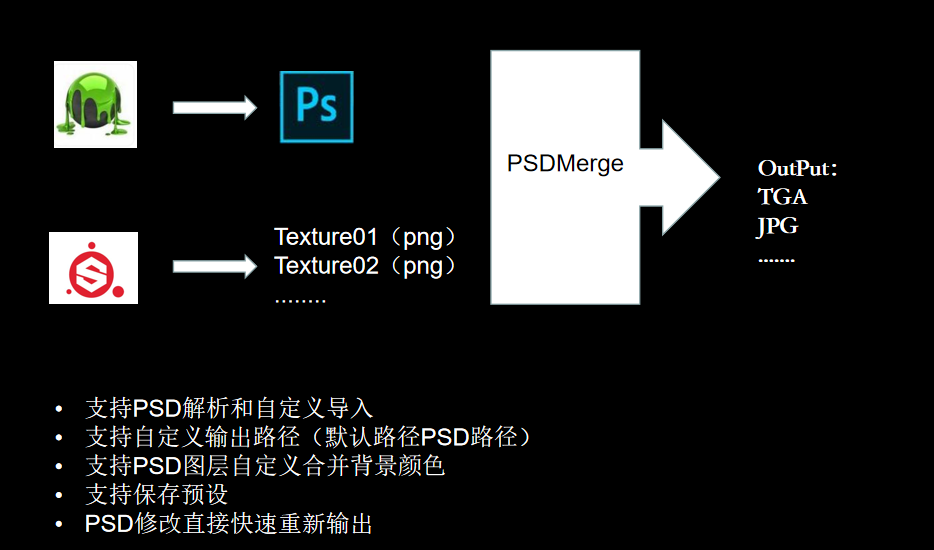 Ps
PSDMerge
OutPut:
TGA
JPG
.......
Texture01（png）
Texture02（png）
........
S
• 支持PSD解析和自定义导入
• 支持自定义输出路径（默认路径PSD路径）
• 支持PSD图层自定义合并背景颜色
• 支持保存预设
• PSD修改直接快速重新输出